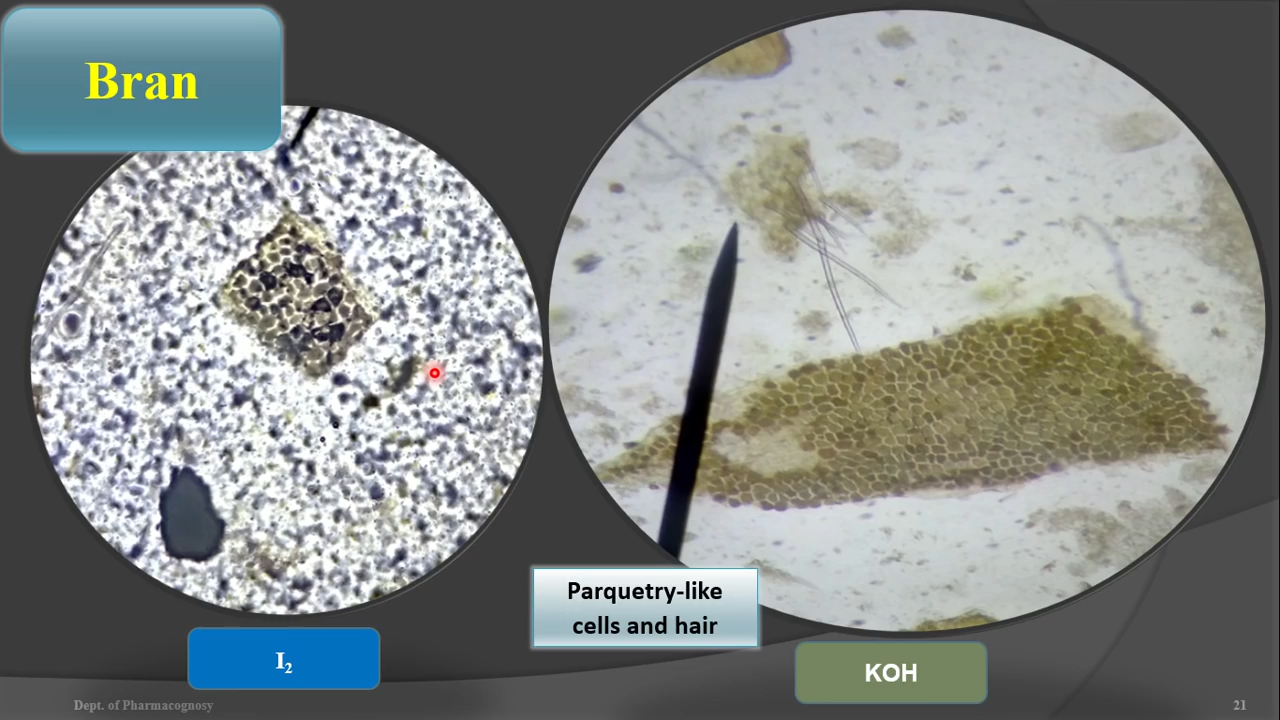 Bran
Parquetry-like
cells and hair
I₂
KOH
Dept. of Pharmacognosy
21